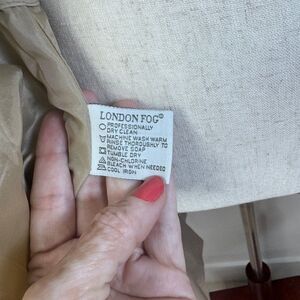 LONDON FOG®
PROFESSIONALLY
DRY CLEAN
MACHINE WASH WARM
RINSE THOROUGHLY TO
REMOVE SOAP
TUMBLE DRY
NON-CHLORINE
BLEACH WHEN NEEDED
COOL IRON